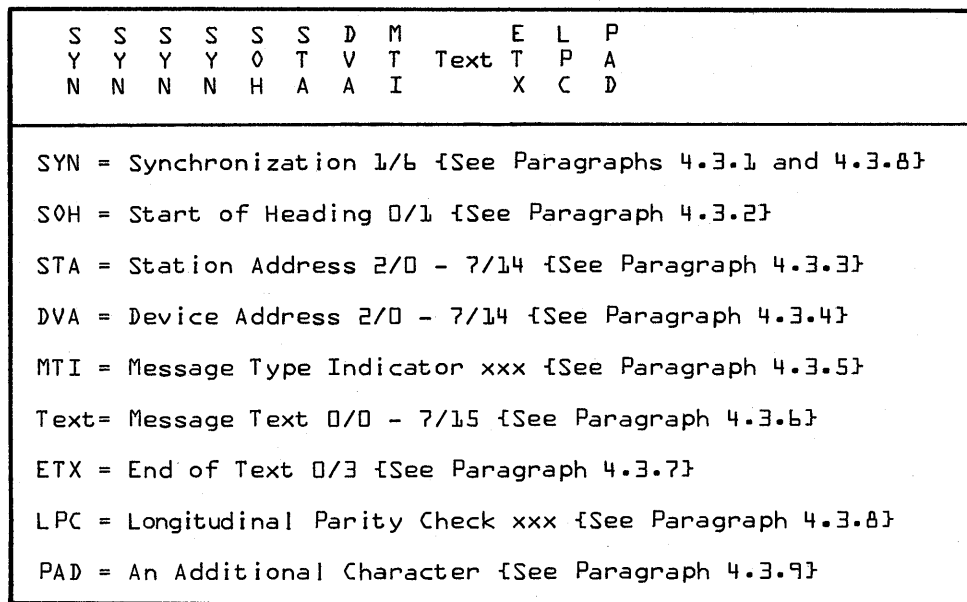 S S S S S S D M E L P
Y Y Y Y O T V T Text T P A
N N N N H A A I X C D
SYN = Synchronization 1/6 {See Paragraphs 4.3.1 and 4.3.8}
SOH = Start of Heading 0/1 {See Paragraph 4.3.2}
STA = Station Address 2/0 - 7/14 {See Paragraph 4.3.3}
DVA = Device Address 2/0 - 7/14 {See Paragraph 4.3.4}
MTI = Message Type Indicator xxx {See Paragraph 4.3.5}
Text= Message Text 0/0 - 7/15 {See Paragraph 4.3.6}
ETX = End of Text 0/3 {See Paragraph 4.3.7}
LPC = Longitudinal Parity Check xxx {See Paragraph 4.3.8}
PAD = An Additional Character {See Paragraph 4.3.9}